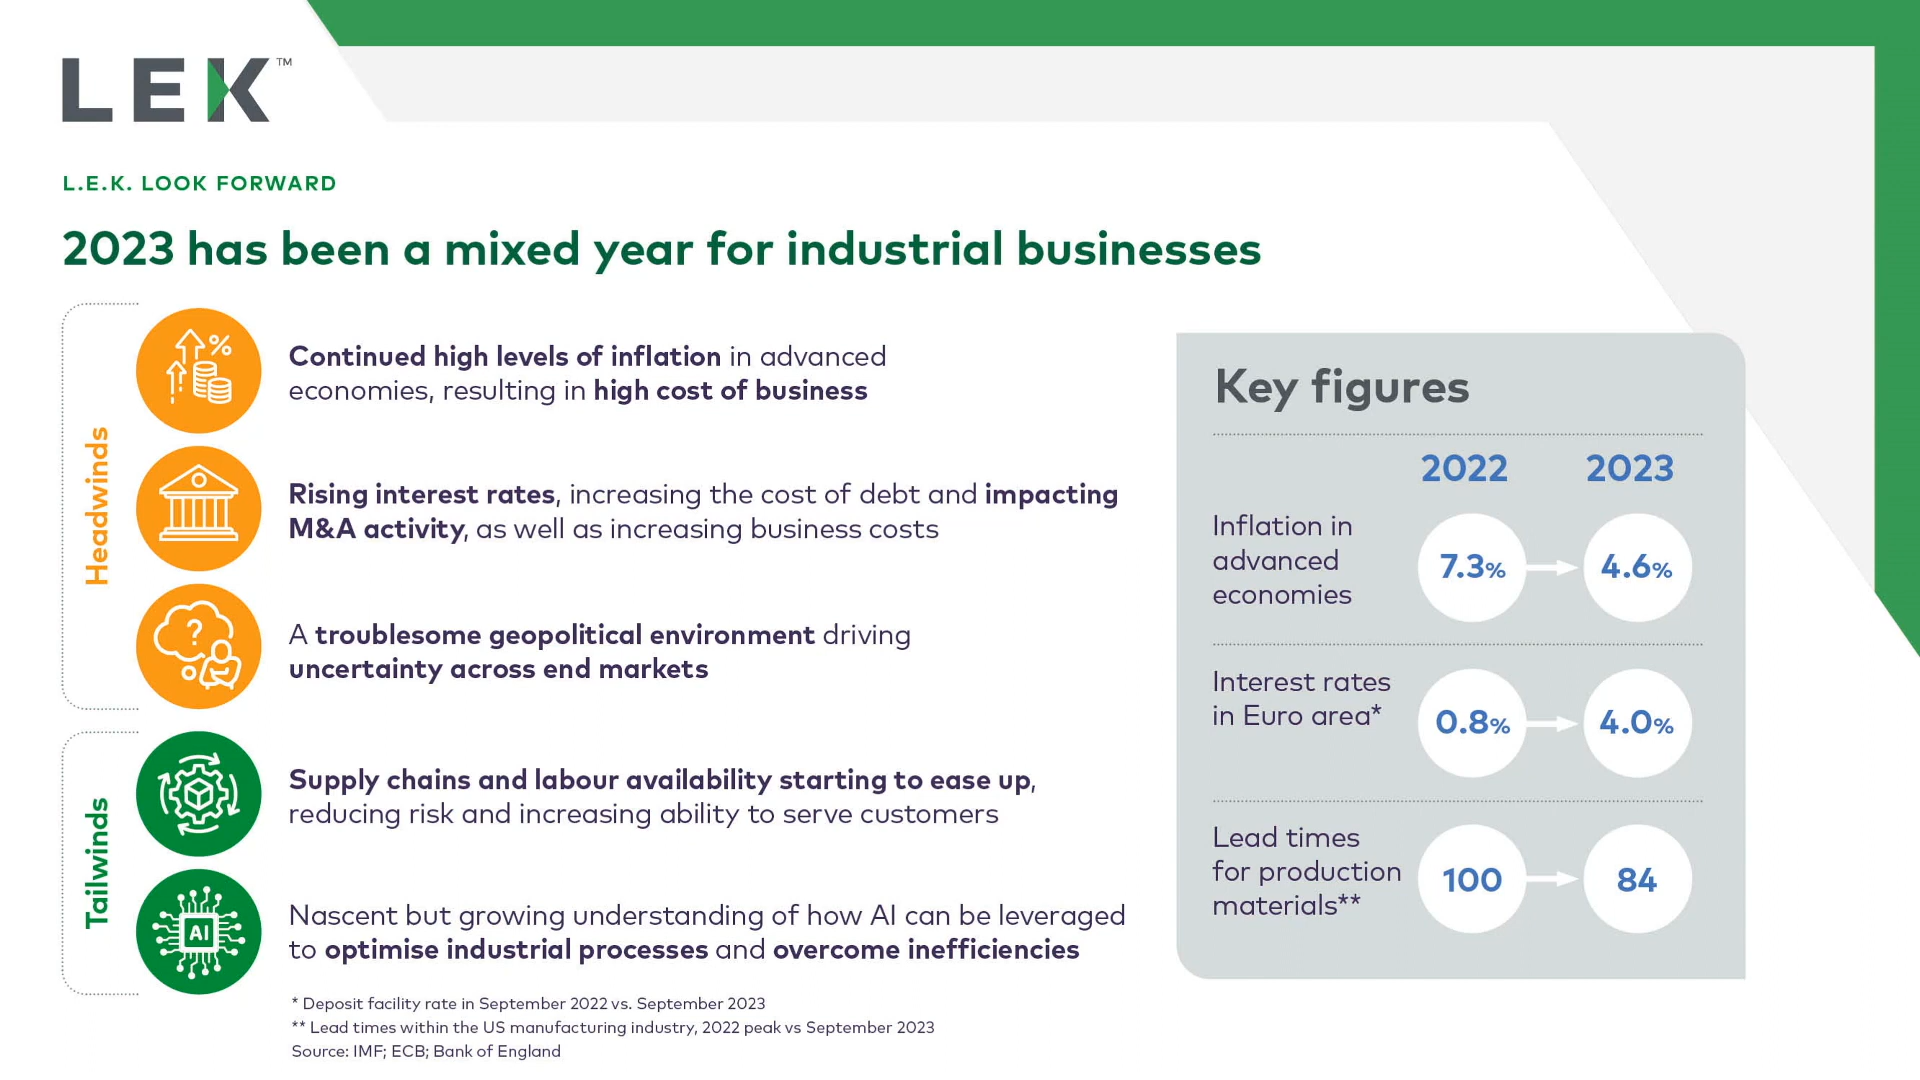 LEK™
L.E.K. LOOK FORWARD
2023 has been a mixed year for industrial businesses
Headwinds
%
Continued high levels of inflation in advanced
economies, resulting in high cost of business
Rising interest rates, increasing the cost of debt and impacting
M&A activity, as well as increasing business costs
?
A troublesome geopolitical environment driving
uncertainty across end markets
Tailwinds
Supply chains and labour availability starting to ease up,
reducing risk and increasing ability to serve customers
AI
Nascent but growing understanding of how AI can be leveraged
to optimise industrial processes and overcome inefficiencies
* Deposit facility rate in September 2022 vs. September 2023
** Lead times within the US manufacturing industry, 2022 peak vs September 2023
Source: IMF; ECB; Bank of England
Key figures
2022 2023
Inflation in
advanced
economies
7.3% 4.6%
Interest rates
in Euro area*
0.8% 4.0%
Lead times
for production
materials**
100 84